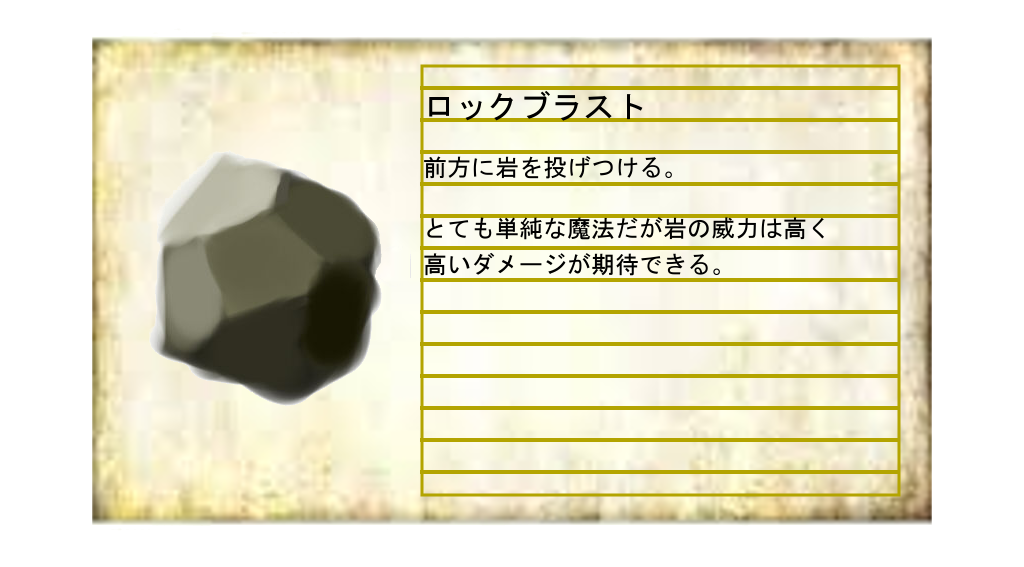 ロックブラスト
前方に岩を投げつける。
とても単純な魔法だが岩の威力は高く
高いダメージが期待できる。